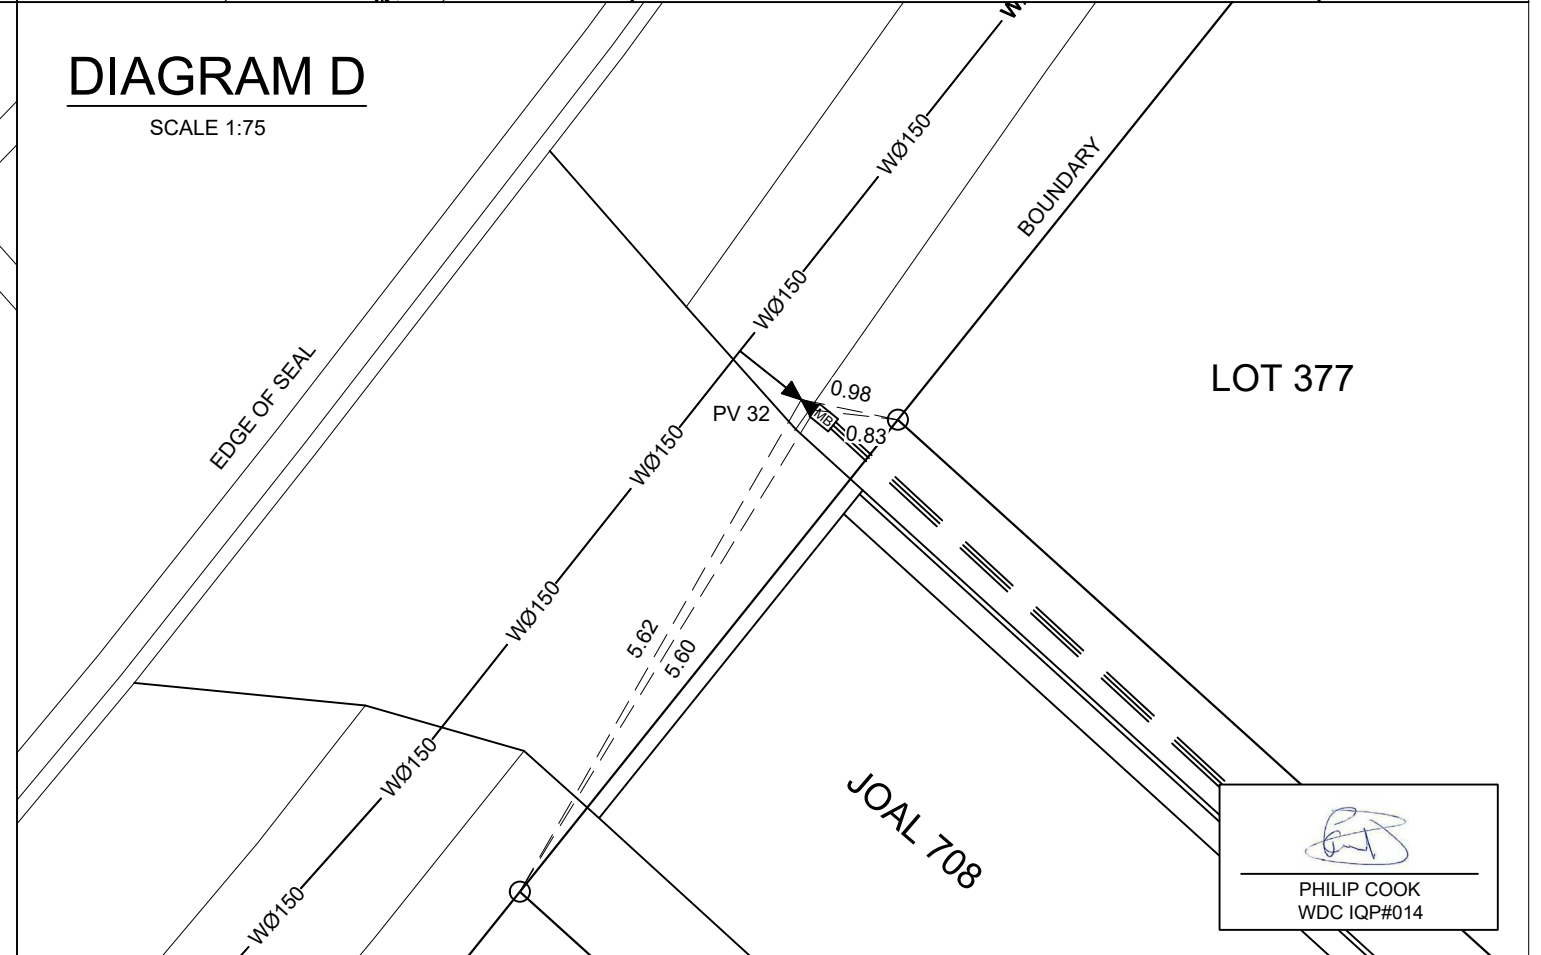 DIAGRAM D
SCALE 1:75
WØ150
BOUNDARY
WØ150
EDGE OF SEAL
LOT 377
0.98
PV 32
MB
0.83
WØ150
WØ150
5.62
5.60
WØ150
JOAL 708
WØ150
PHILIP COOK
WDC IQP#014